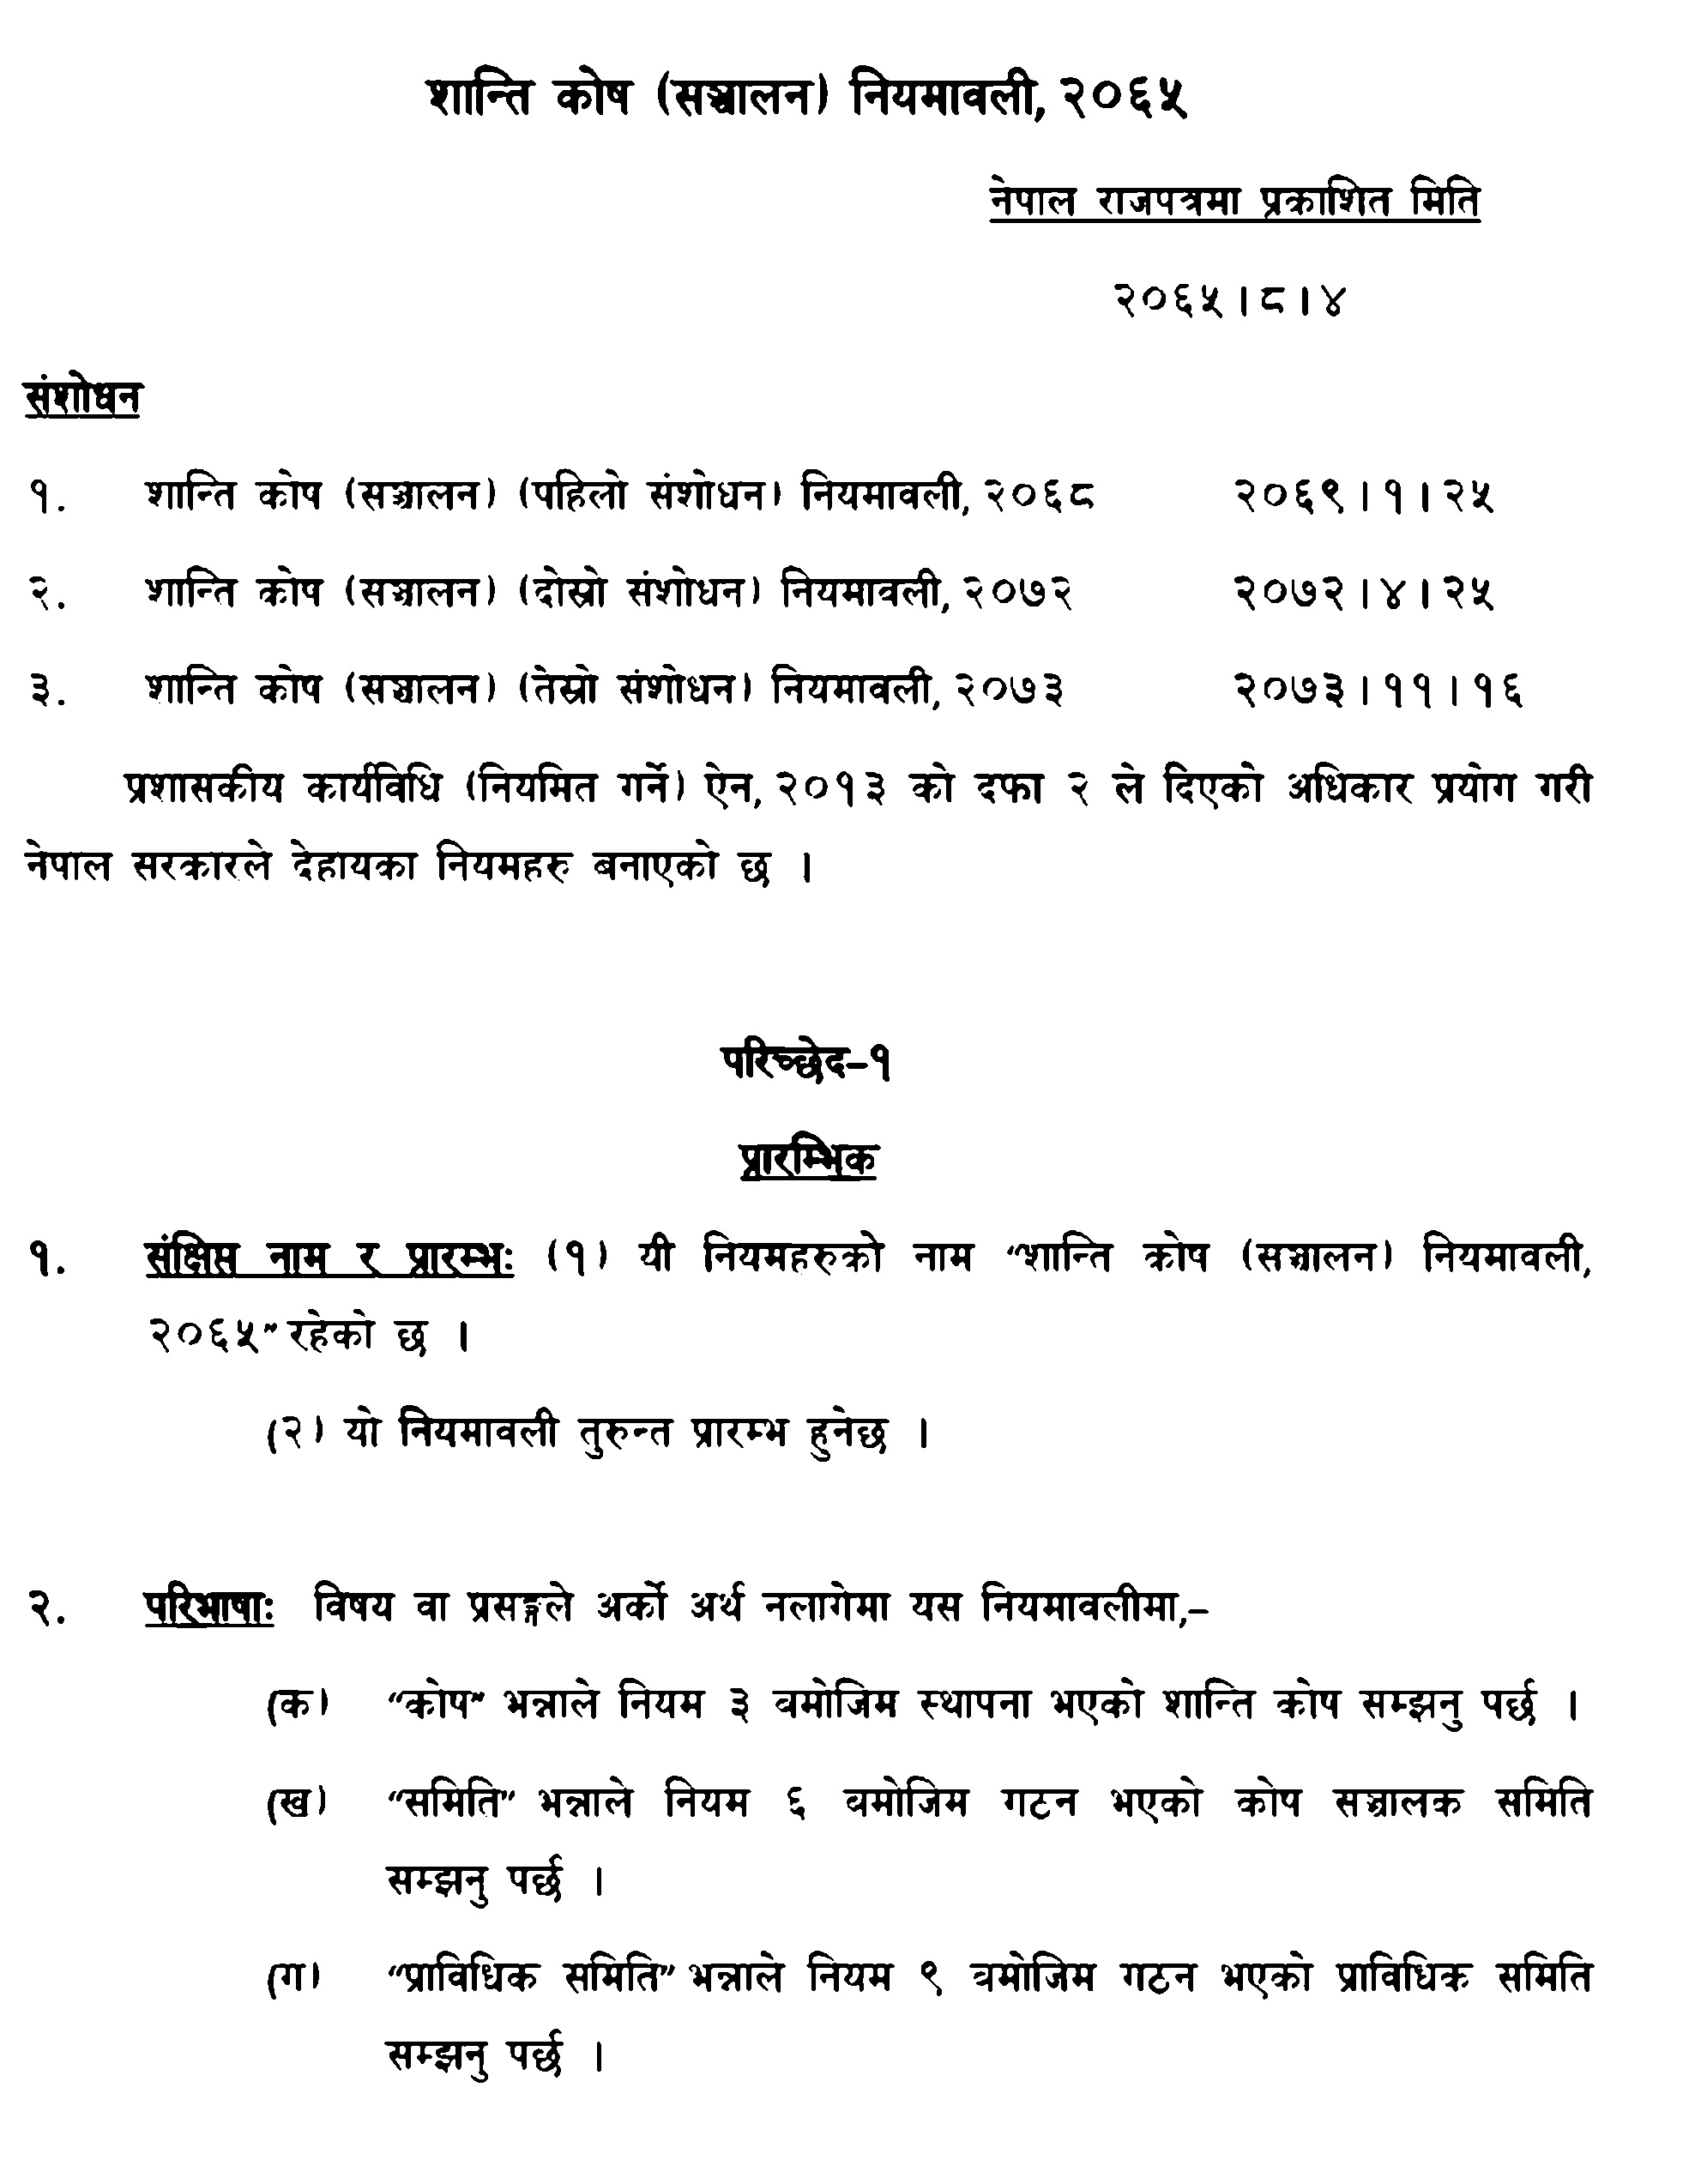 शान्ति कोष (सञ्चालन) नियमावली, २०६५
नेपाल राजपत्रमा प्रकाशित मिति
२०६५।८।४
संशोधन
१. शान्ति कोष (सञ्चालन) (पहिलो संशोधन) नियमावली, २०६८ २०६९।१।२५
२. शान्ति कोष (सञ्चालन) (दोस्रो संशोधन) नियमावली, २०७२ २०७२।४।२५
३. शान्ति कोष (सञ्चालन) (तेस्रो संशोधन) नियमावली, २०७३ २०७३।११।१६
प्रशासकीय कार्यविधि (नियमित गर्ने) ऐन, २०१३ को दफा २ ले दिएको अधिकार प्रयोग गरी
नेपाल सरकारले देहायका नियमहरु बनाएको छ ।
परिच्छेद-१
प्रारम्भिक
१. संक्षिप्त नाम र प्रारम्भः (१) यी नियमहरुको नाम "शान्ति कोष (सञ्चालन) नियमावली,
२०६५" रहेको छ ।
(२) यो नियमावली तुरुन्त प्रारम्भ हुनेछ ।
२. परिभाषाः विषय वा प्रसङ्गले अर्को अर्थ नलागेमा यस नियमावलीमा,-
(क) "कोष" भन्नाले नियम ३ बमोजिम स्थापना भएको शान्ति कोष सम्झनु पर्छ ।
(ख) "समिति" भन्नाले नियम ६ बमोजिम गठन भएको कोष सञ्चालक समिति
सम्झनु पर्छ ।
(ग) "प्राविधिक समिति" भन्नाले नियम ९ बमोजिम गठन भएको प्राविधिक समिति
सम्झनु पर्छ ।